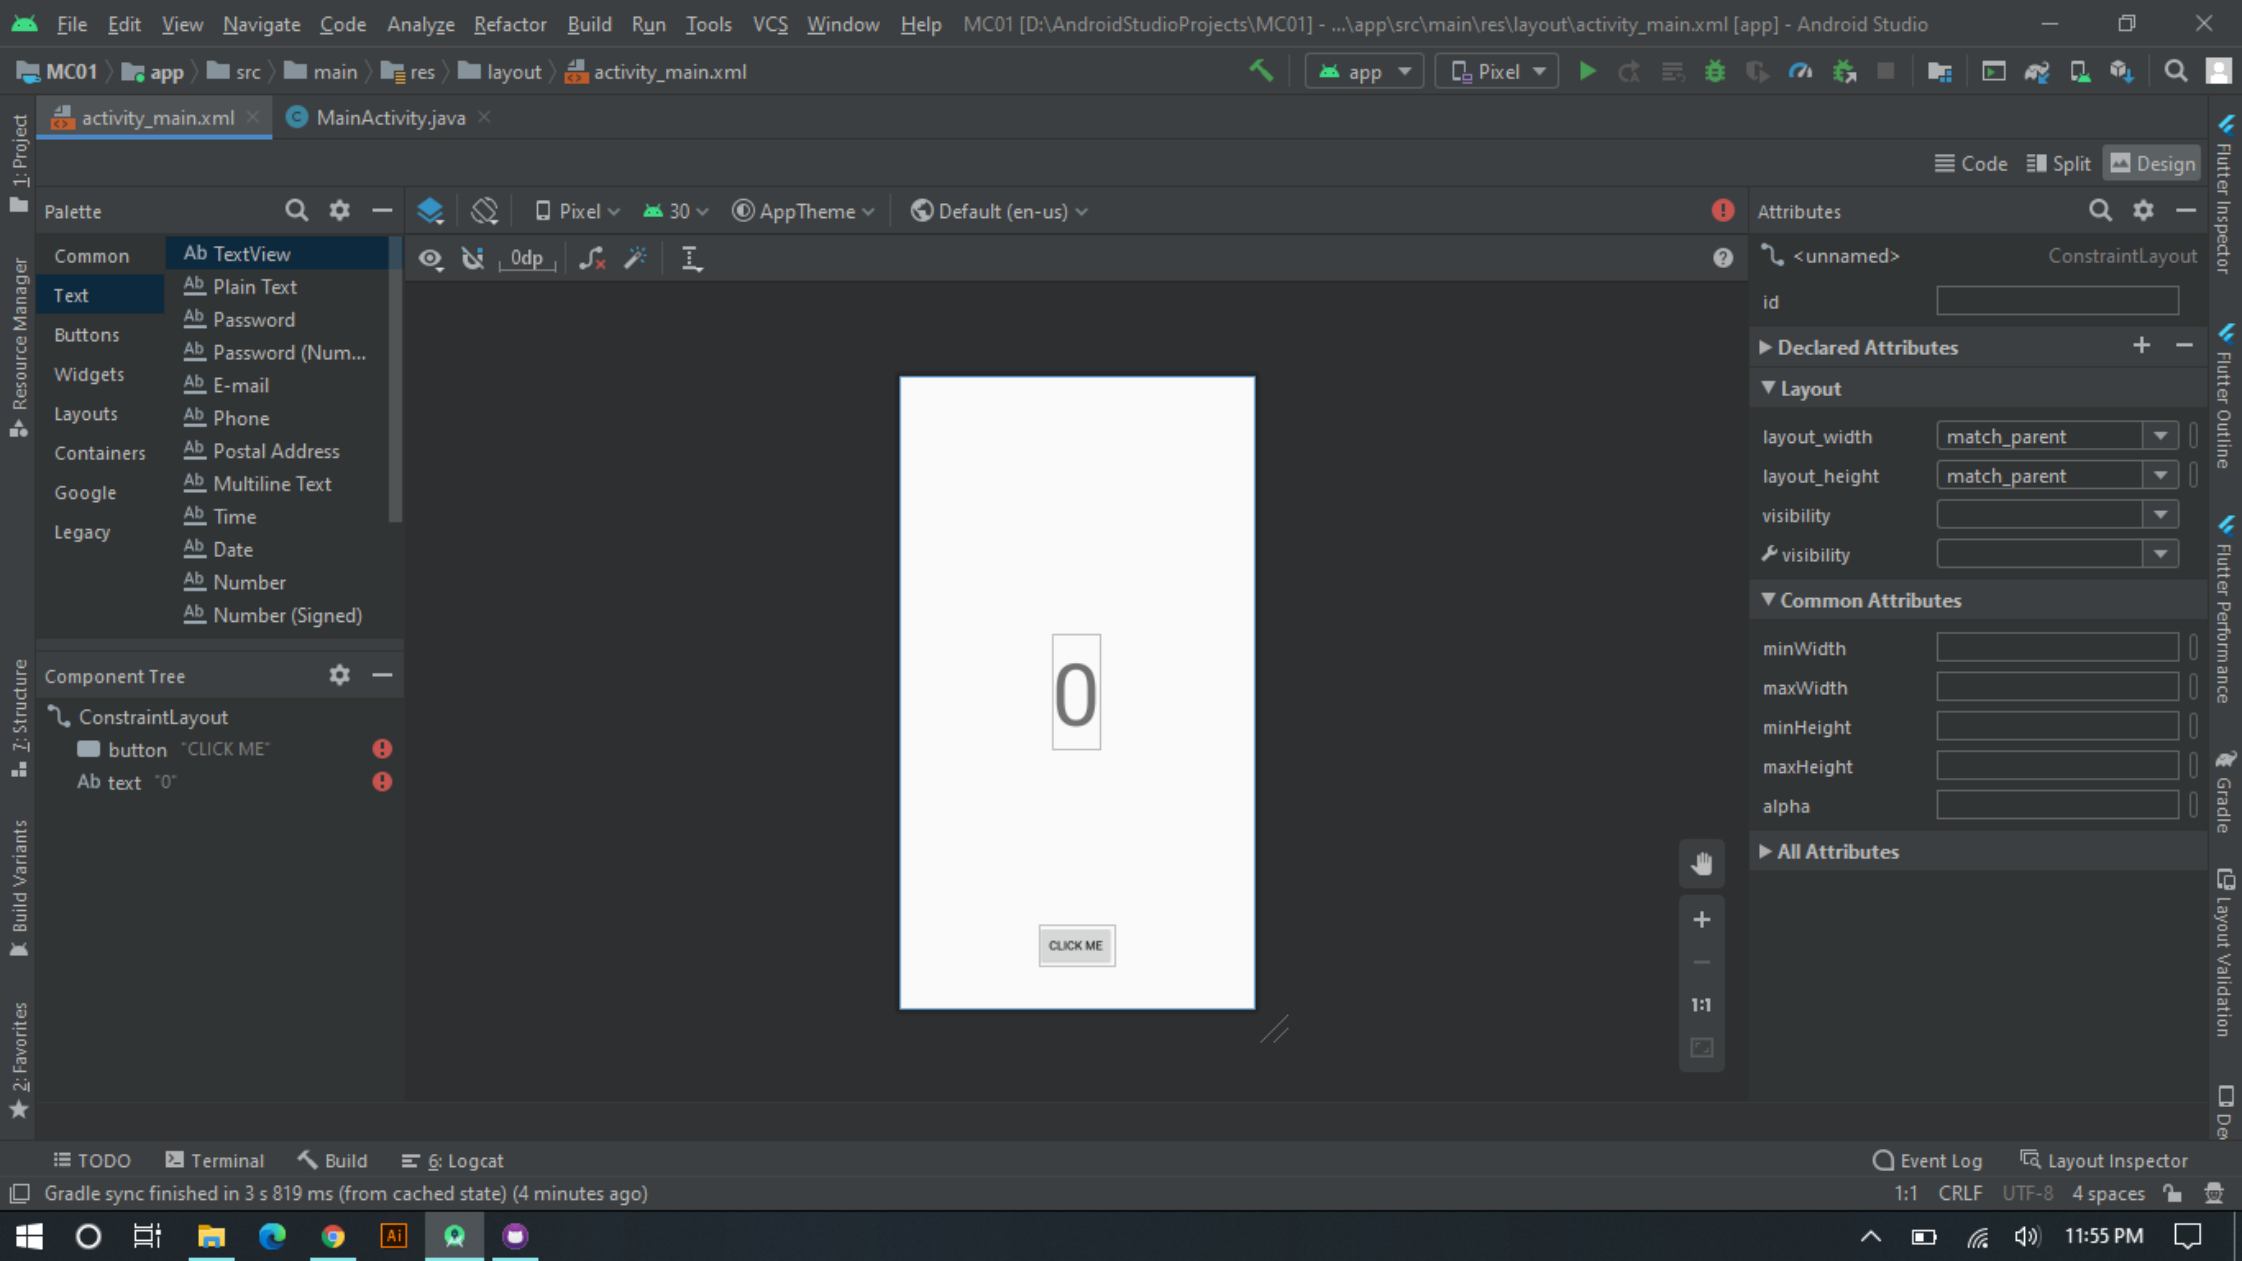 File Edit View Navigate Code Analyze Refactor Build Run Tools VCS Window Help MC01 [D:\AndroidStudioProjects\MC01] - ...\app\src\main\res\layout\activity_main.xml [app] - Android Studio
MC01 app src main res layout activity_main.xml app Pixel
activity_main.xml MainActivity.java
Code Split Design
Palette
Pixel 30 AppTheme Default (en-us)
Attributes
0dp
Common
Text
Buttons
Widgets
Layouts
Containers
Google
Legacy
Ab TextView
Ab Plain Text
Ab Password
Ab Password (Num...
Ab E-mail
Ab Phone
Ab Postal Address
Ab Multiline Text
Ab Time
Ab Date
Ab Number
Ab Number (Signed)
Component Tree
ConstraintLayout
button "CLICK ME"
Ab text "0"
0
CLICK ME
1:1
<unnamed> ConstraintLayout
id
Declared Attributes
Layout
layout_width match_parent
layout_height match_parent
visibility
visibility
Common Attributes
minWidth
maxWidth
minHeight
maxHeight
alpha
All Attributes
1: Project
Resource Manager
7: Structure
Build Variants
2: Favorites
Flutter Inspector
Flutter Outline
Flutter Performance
Gradle
Layout Validation
De
TODO Terminal Build 6: Logcat Event Log Layout Inspector
Gradle sync finished in 3 s 819 ms (from cached state) (4 minutes ago) 1:1 CRLF UTF-8 4 spaces
Ai 11:55 PM